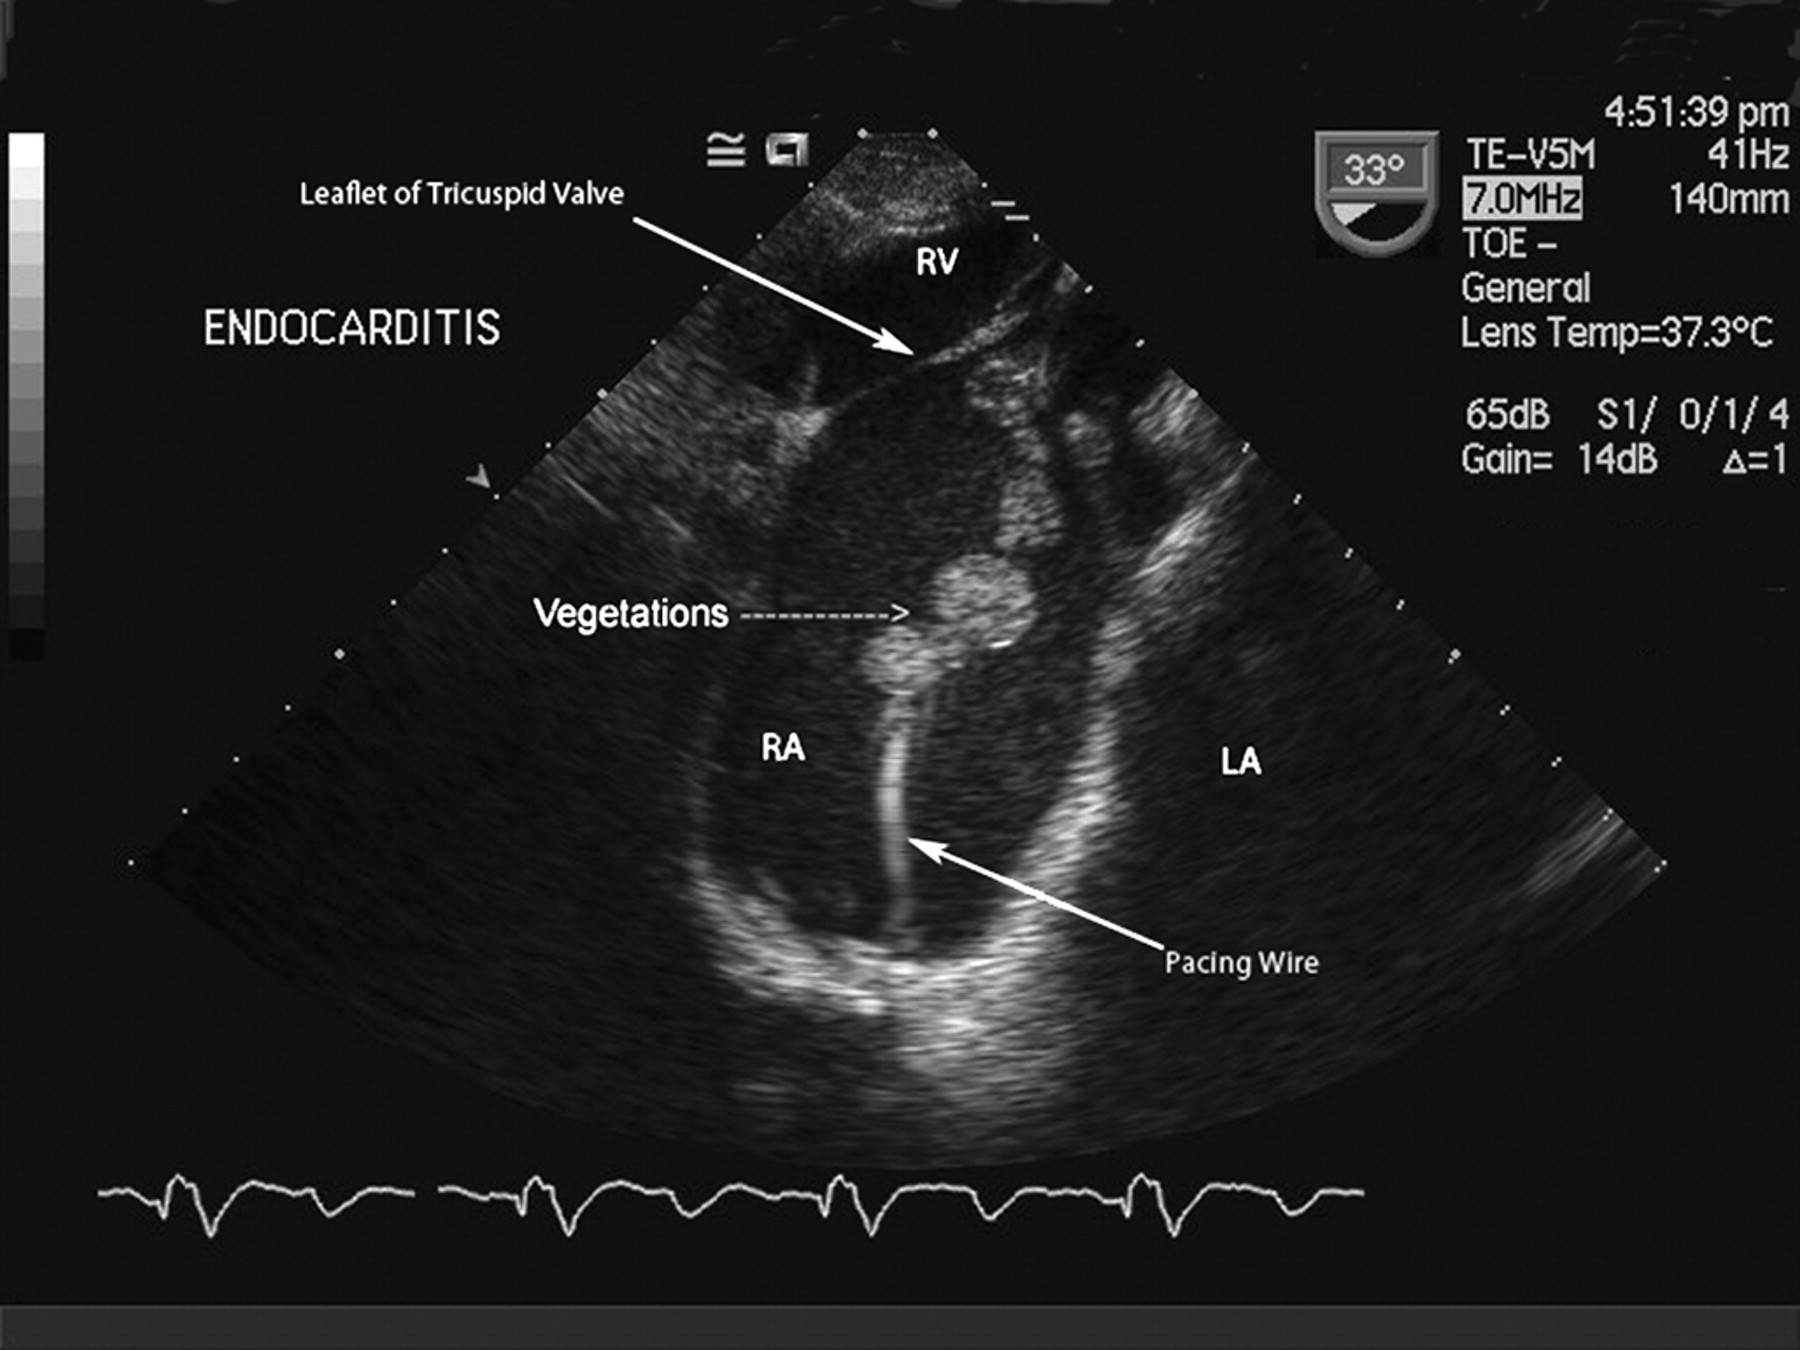 4:51:39 pm
TE-V5M 41Hz
7.0MHz 140mm
TOE -
General
Lens Temp=37.3°C
65dB S1/ 0/1/4
Gain= 14dB Δ=1
33°
Leaflet of Tricuspid Valve
RV
ENDOCARDITIS
Vegetations
RA
LA
Pacing Wire